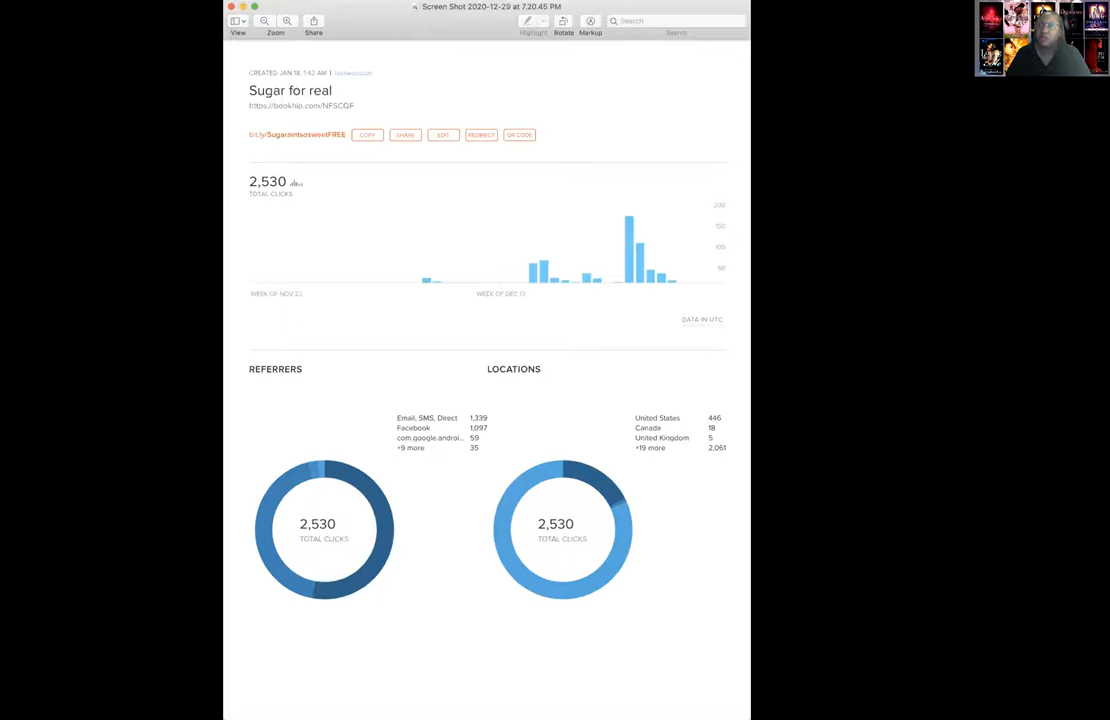 Screen Shot 2020-12-29 at 7.20.45 PM
View
Zoom
Share
Highlight
Rotate
Markup
Search
Search
CREATED JAN 18, 1:42 AM |
Sugar for real
https://bookhip.com/NFSCQF
bit.ly/SugaraintsosweetFREE
COPY
SHARE
EDIT
REDIRECT
QR CODE
2,530
TOTAL CLICKS
200
150
100
50
WEEK OF NOV 22
WEEK OF DEC 13
DATA IN UTC
REFERRERS
LOCATIONS
Email, SMS, Direct 1,339
Facebook 1,097
com.google.androi... 59
+9 more 35
United States 446
Canada 18
United Kingdom 5
+19 more 2,061
2,530
TOTAL CLICKS
2,530
TOTAL CLICKS